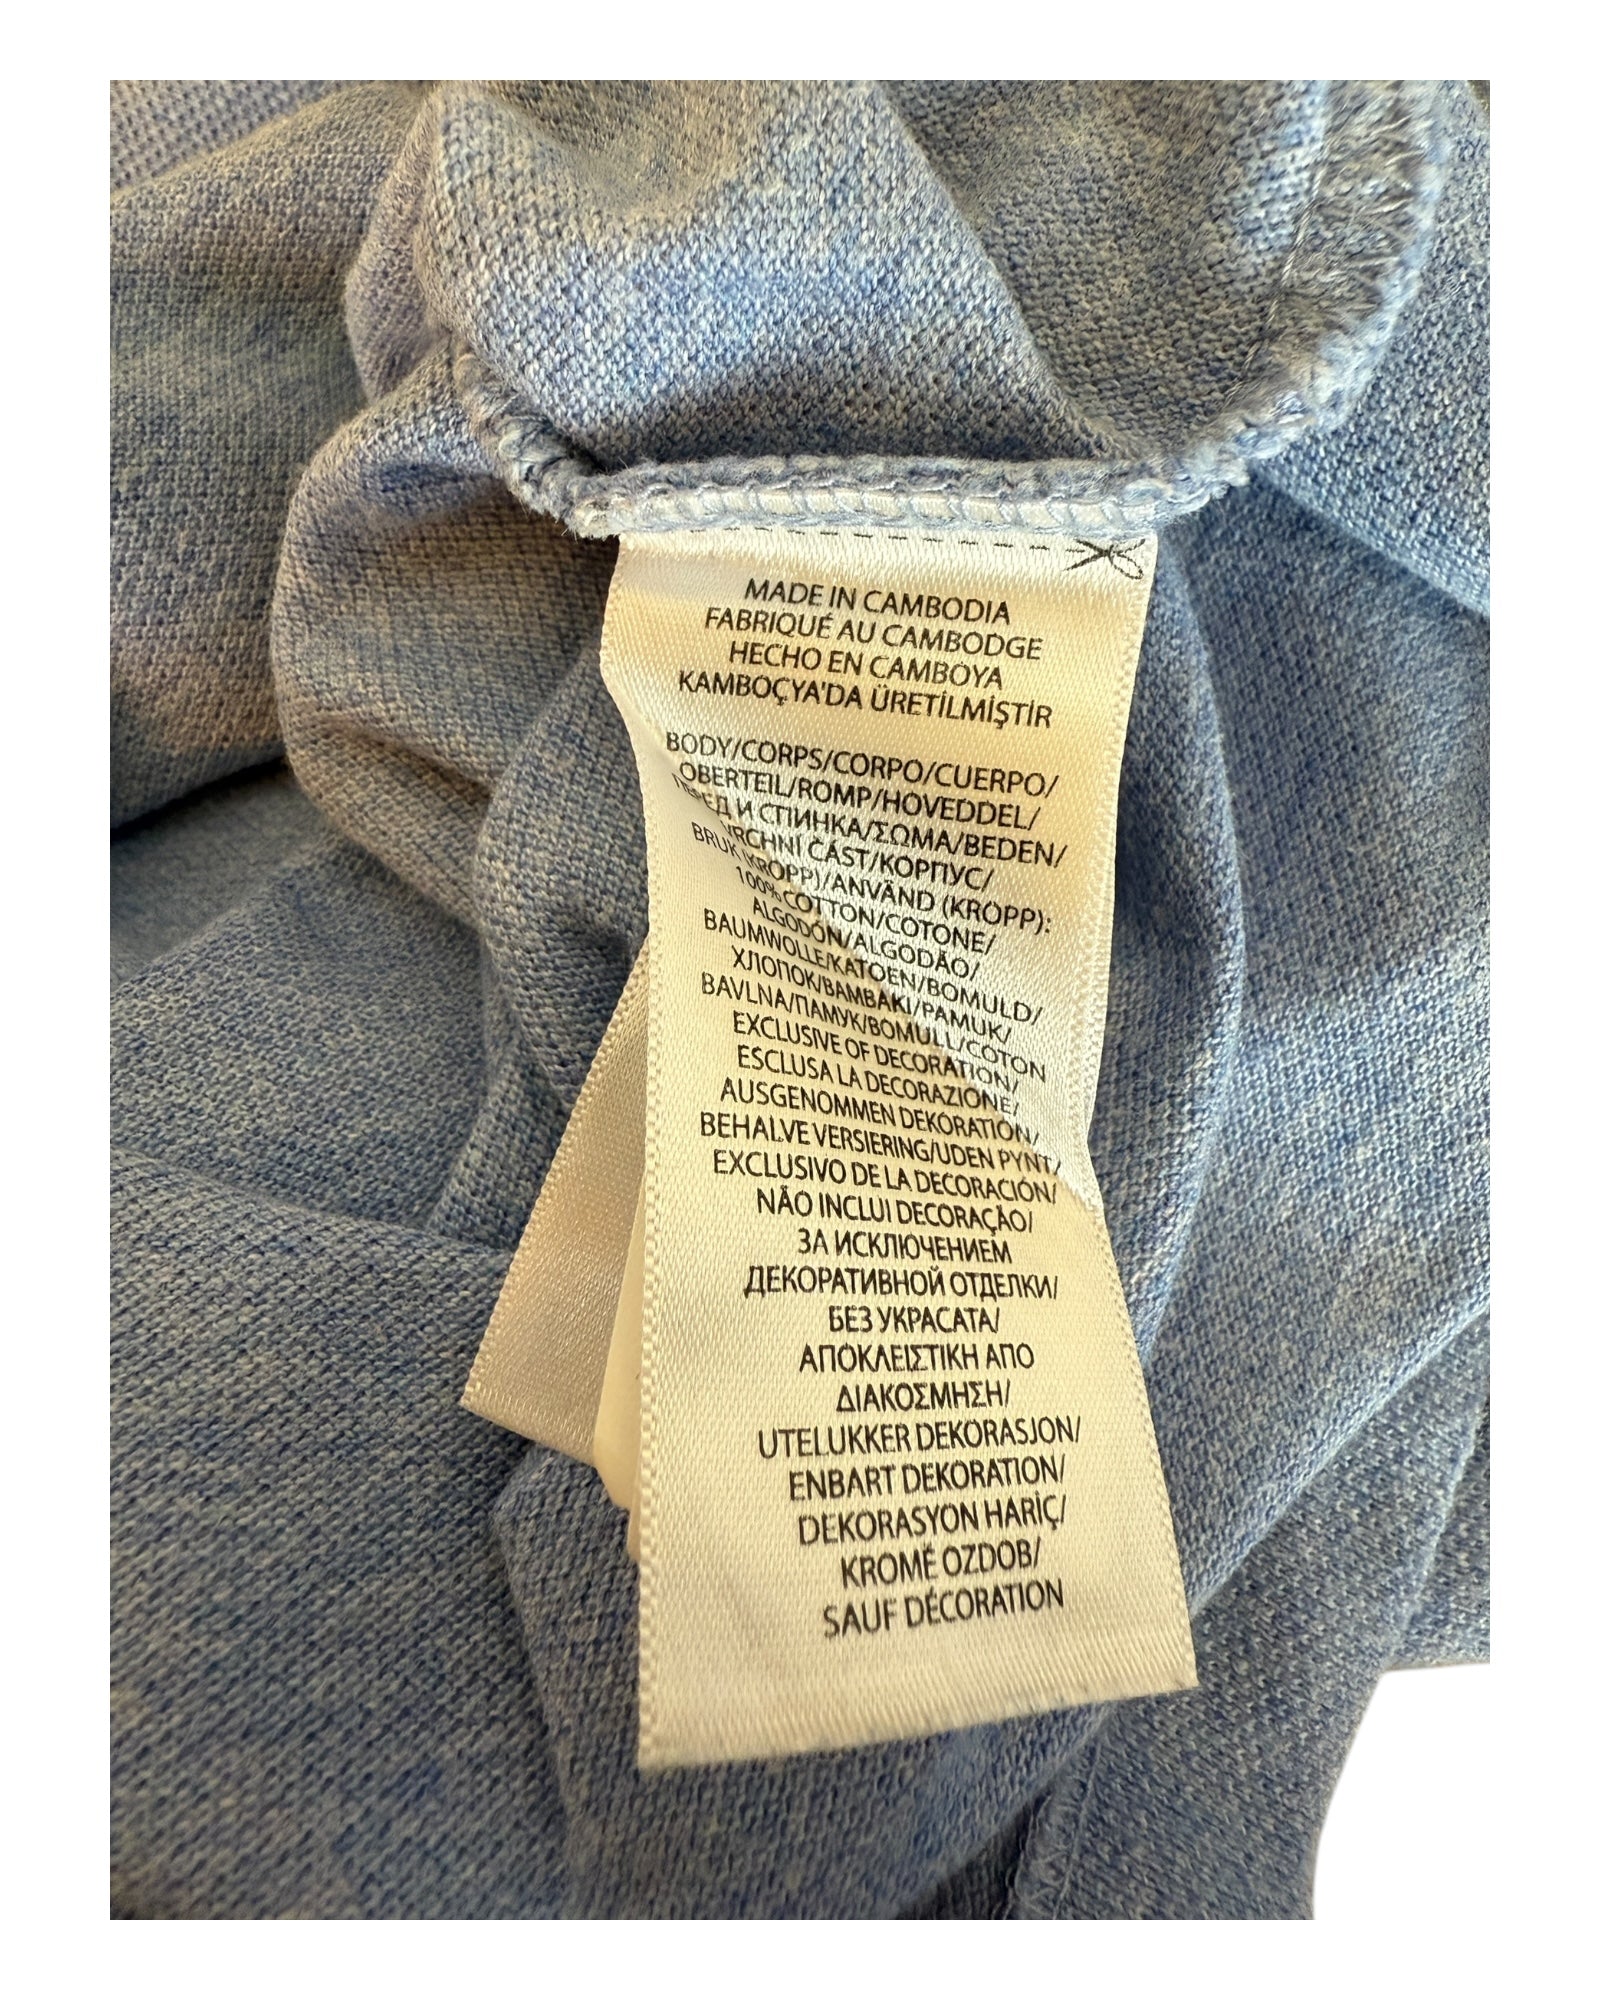 MADE IN CAMBODIA
FABRIQUÉ AU CAMBODGE
HECHO EN CAMBOYA
KAMBOÇYA'DA ÜRETİLMİŞTİR
BODY/CORPS/CORPO/CUERPO/
OBERTEIL/ROMP/HOVEDDEL/
ПЕРЕД И СПИНКА/ΣΩΜΑ/BEDEN/
VRCHNÍ ČÁST/КОРПУС/
BRUK (KROPP)/ANVÄND (KROPP):
100% COTTON/COTONE/
ALGODÓN/ALGODÃO/
BAUMWOLLE/KATOEN/BOMULD/
ХЛОПОК/ΒΑΜΒΑΚΙ/PAMUK/
BAVLNA/ПАМУК/BOMULL/COTON
EXCLUSIVE OF DECORATION/
ESCLUSA LA DECORAZIONE/
AUSGENOMMEN DEKORATION/
BEHALVE VERSIERING/UDEN PYNT/
EXCLUSIVO DE LA DECORACIÓN/
NÃO INCLUI DECORAÇÃO/
ЗА ИСКЛЮЧЕНИЕМ
ДЕКОРАТИВНОЙ ОТДЕЛКИ/
БЕЗ УКРАСАТА/
ΑΠΟΚΛΕΙΣΤΙΚΗ ΑΠΟ
ΔΙΑΚΟΣΜΗΣΗ/
UTELUKKER DEKORASJON/
ENBART DEKORATION/
DEKORASYON HARİÇ/
KROMĚ OZDOB/
SAUF DÉCORATION